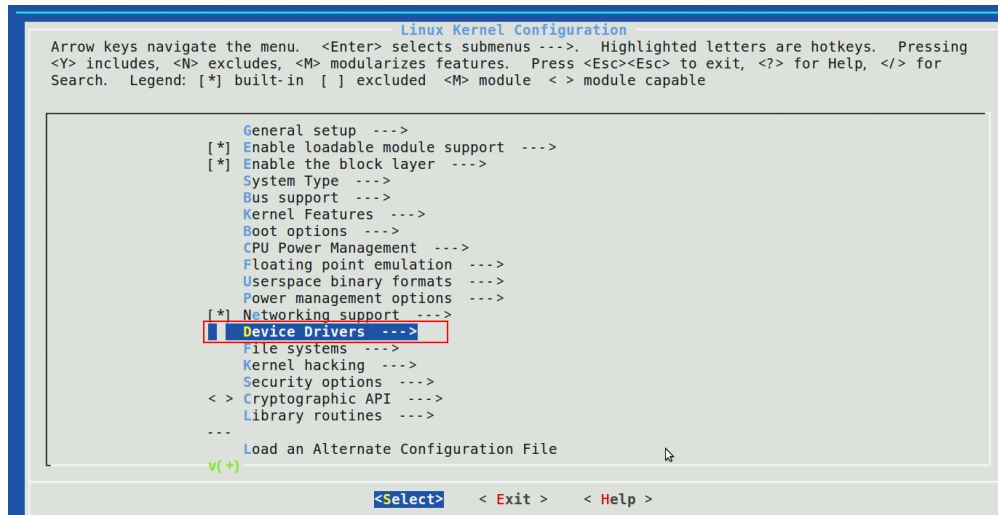 Linux Kernel Configuration
Arrow keys navigate the menu.  <Enter> selects submenus --->.  Highlighted letters are hotkeys.  Pressing
<Y> includes, <N> excludes, <M> modularizes features.  Press <Esc><Esc> to exit, <?> for Help, </> for
Search.  Legend: [*] built-in  [ ] excluded  <M> module  < > module capable
General setup  --->
[*] Enable loadable module support  --->
[*] Enable the block layer  --->
System Type  --->
Bus support  --->
Kernel Features  --->
Boot options  --->
CPU Power Management  --->
Floating point emulation  --->
Userspace binary formats  --->
Power management options  --->
[*] Networking support  --->
Device Drivers  --->
File systems  --->
Kernel hacking  --->
Security options  --->
< > Cryptographic API  --->
Library routines  --->
---
Load an Alternate Configuration File
v(+)
<Select>    < Exit >    < Help >